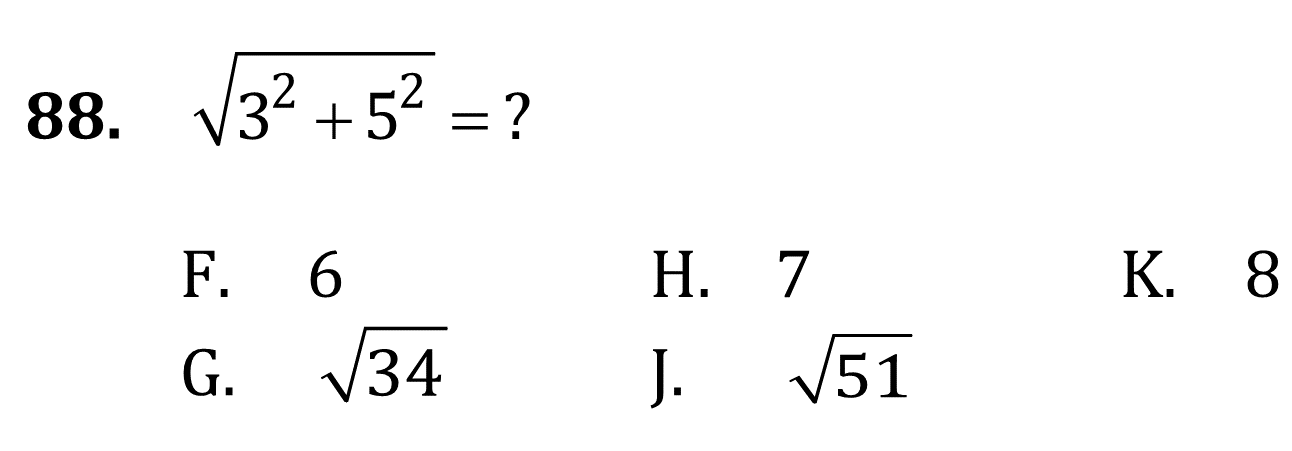 88. √(3² + 5²) = ?
F. 6 H. 7 K. 8
G. √34 J. √51